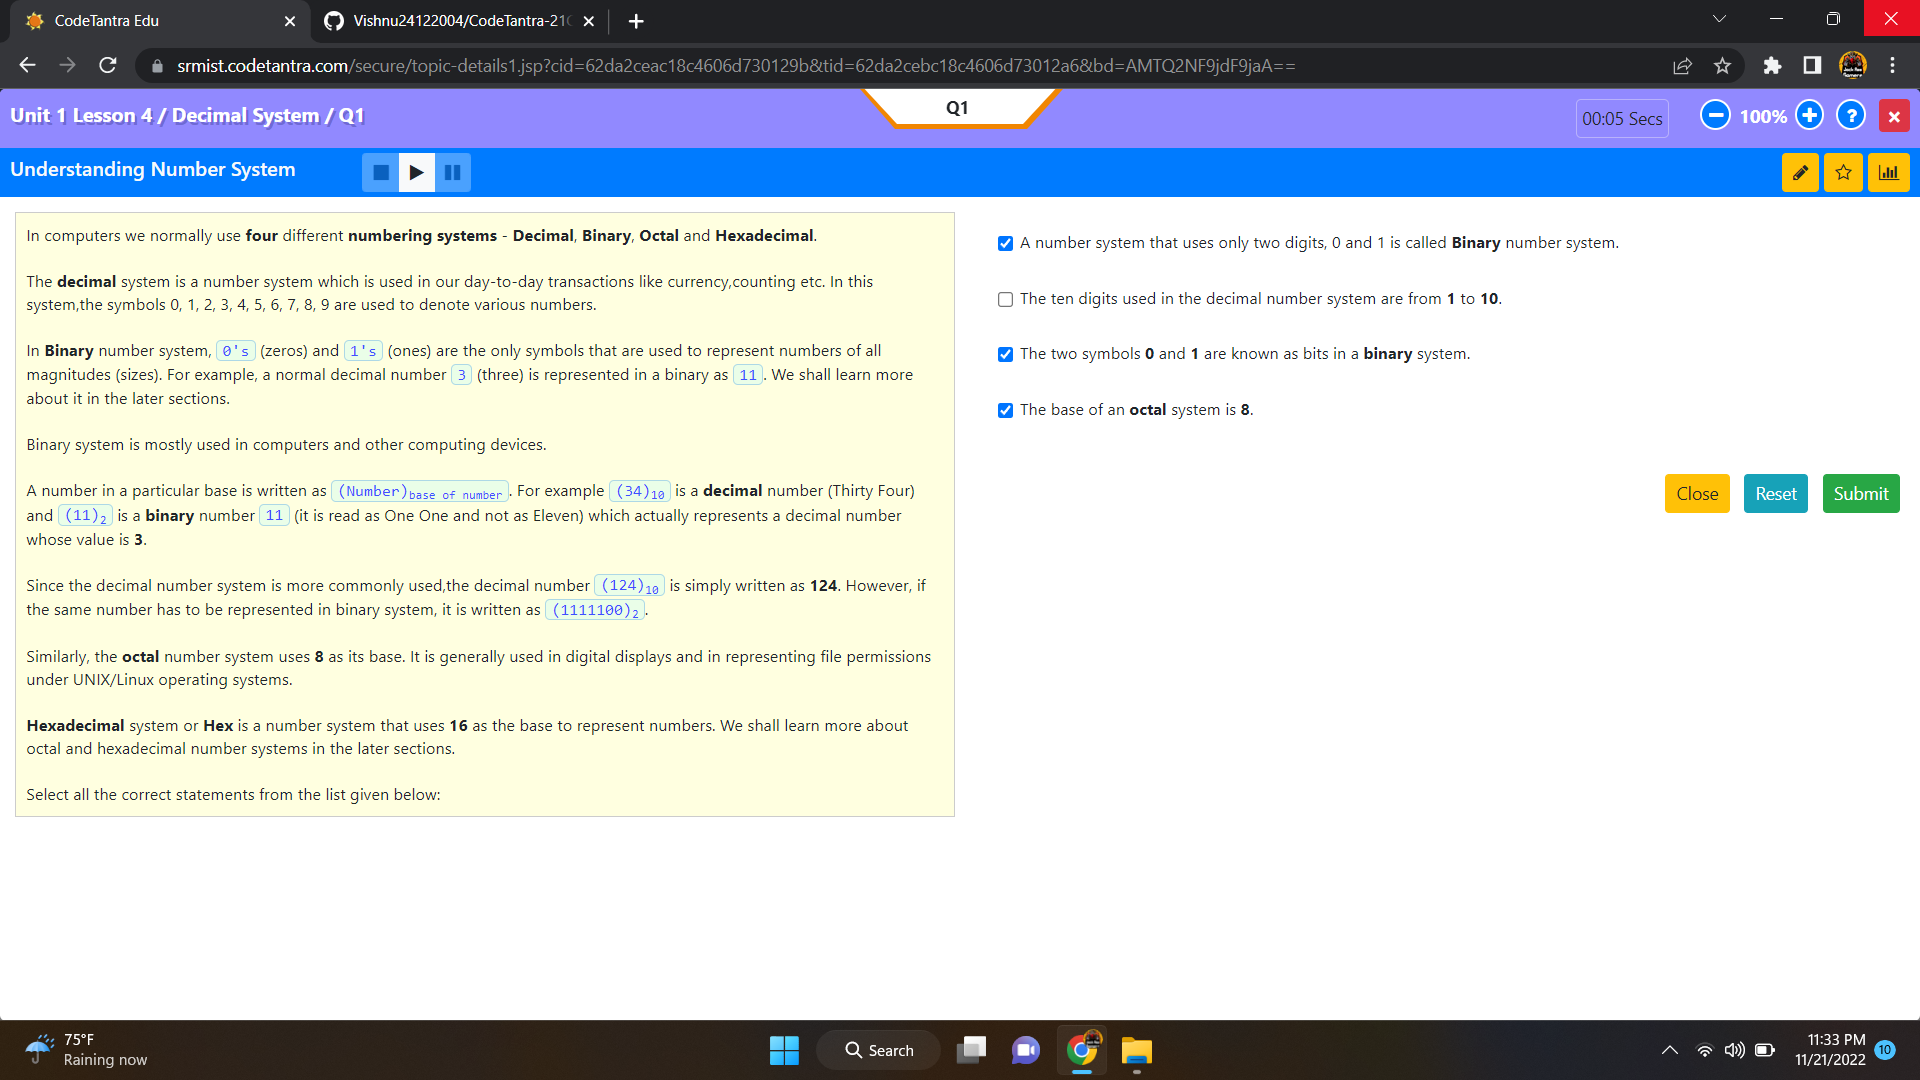 CodeTantra Edu
Vishnu24122004/CodeTantra-21
srmist.codetantra.com/secure/topic-details1.jsp?cid=62da2ceac18c4606d730129b&tid=62da2cebc18c4606d73012a6&bd=AMTQ2NF9jdF9jaA==
Unit 1 Lesson 4 / Decimal System / Q1
Q1
00:05 Secs
100%
?
Understanding Number System
In computers we normally use four different numbering systems - Decimal, Binary, Octal and Hexadecimal.
The decimal system is a number system which is used in our day-to-day transactions like currency,counting etc. In this
system,the symbols 0, 1, 2, 3, 4, 5, 6, 7, 8, 9 are used to denote various numbers.
In Binary number system, 0's (zeros) and 1's (ones) are the only symbols that are used to represent numbers of all
magnitudes (sizes). For example, a normal decimal number 3 (three) is represented in a binary as 11. We shall learn more
about it in the later sections.
Binary system is mostly used in computers and other computing devices.
A number in a particular base is written as (Number)base of number. For example (34)10 is a decimal number (Thirty Four)
and (11)2 is a binary number 11 (it is read as One One and not as Eleven) which actually represents a decimal number
whose value is 3.
Since the decimal number system is more commonly used,the decimal number (124)10 is simply written as 124. However, if
the same number has to be represented in binary system, it is written as (1111100)2.
Similarly, the octal number system uses 8 as its base. It is generally used in digital displays and in representing file permissions
under UNIX/Linux operating systems.
Hexadecimal system or Hex is a number system that uses 16 as the base to represent numbers. We shall learn more about
octal and hexadecimal number systems in the later sections.
Select all the correct statements from the list given below:
A number system that uses only two digits, 0 and 1 is called Binary number system.
The ten digits used in the decimal number system are from 1 to 10.
The two symbols 0 and 1 are known as bits in a binary system.
The base of an octal system is 8.
Close
Reset
Submit
75°F
Raining now
Search
11:33 PM
11/21/2022
10